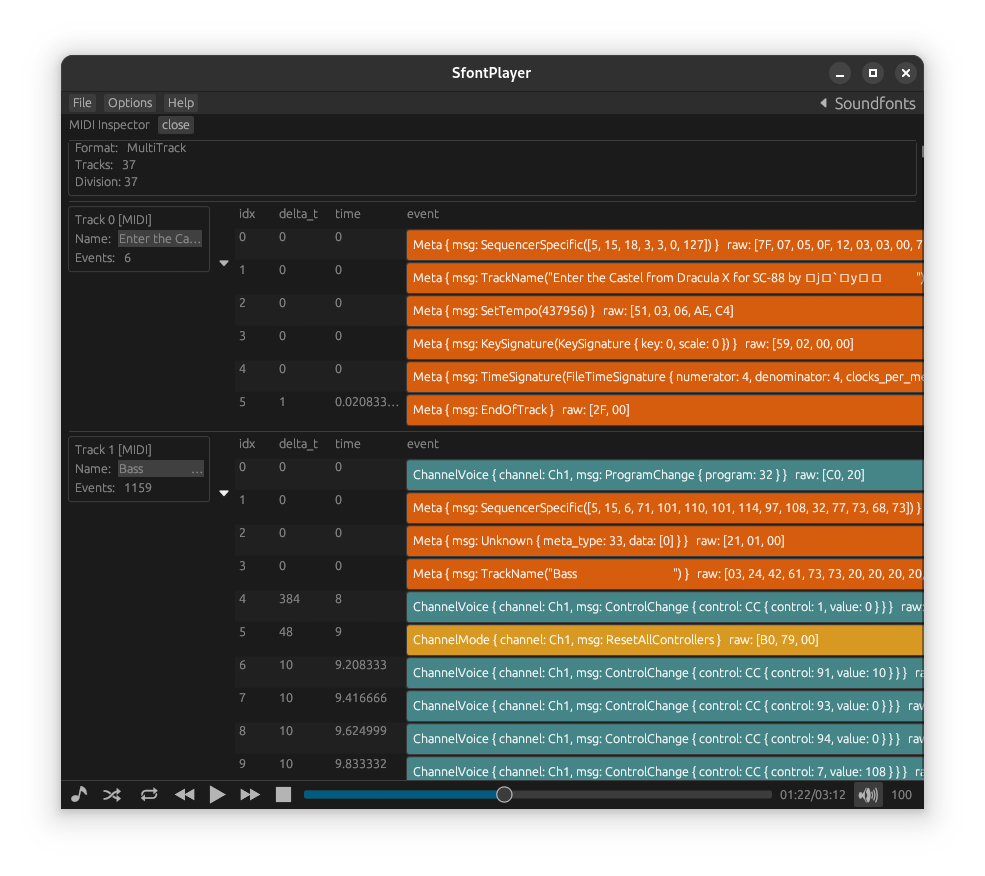 SfontPlayer
File Options Help Soundfonts
MIDI Inspector close
Format: MultiTrack
Tracks: 37
Division: 37
Track 0 [MIDI]
Name: Enter the Ca...
Events: 6
idx delta_t time event
0 0 0 Meta { msg: SequencerSpecific([5, 15, 18, 3, 3, 0, 127]) } raw: [7F, 07, 05, 0F, 12, 03, 03, 00, 7
1 0 0 Meta { msg: TrackName("Enter the Castel from Dracula X for SC-88 by □j□`□y□□ ")
2 0 0 Meta { msg: SetTempo(437956) } raw: [51, 03, 06, AE, C4]
3 0 0 Meta { msg: KeySignature(KeySignature { key: 0, scale: 0 }) } raw: [59, 02, 00, 00]
4 0 0 Meta { msg: TimeSignature(FileTimeSignature { numerator: 4, denominator: 4, clocks_per_me
5 1 0.020833... Meta { msg: EndOfTrack } raw: [2F, 00]
Track 1 [MIDI]
Name: Bass ...
Events: 1159
idx delta_t time event
0 0 0 ChannelVoice { channel: Ch1, msg: ProgramChange { program: 32 } } raw: [C0, 20]
1 0 0 Meta { msg: SequencerSpecific([5, 15, 6, 71, 101, 110, 101, 114, 97, 108, 32, 77, 73, 68, 73]) }
2 0 0 Meta { msg: Unknown { meta_type: 33, data: [0] } } raw: [21, 01, 00]
3 0 0 Meta { msg: TrackName("Bass ") } raw: [03, 24, 42, 61, 73, 73, 20, 20, 20, 20,
4 384 8 ChannelVoice { channel: Ch1, msg: ControlChange { control: CC { control: 1, value: 0 } } } raw:
5 48 9 ChannelMode { channel: Ch1, msg: ResetAllControllers } raw: [B0, 79, 00]
6 10 9.208333 ChannelVoice { channel: Ch1, msg: ControlChange { control: CC { control: 91, value: 10 } } } ra
7 10 9.416666 ChannelVoice { channel: Ch1, msg: ControlChange { control: CC { control: 93, value: 0 } } } raw
8 10 9.624999 ChannelVoice { channel: Ch1, msg: ControlChange { control: CC { control: 94, value: 0 } } } raw
9 10 9.833332 ChannelVoice { channel: Ch1, msg: ControlChange { control: CC { control: 7, value: 108 } } } ra
01:22/03:12 100